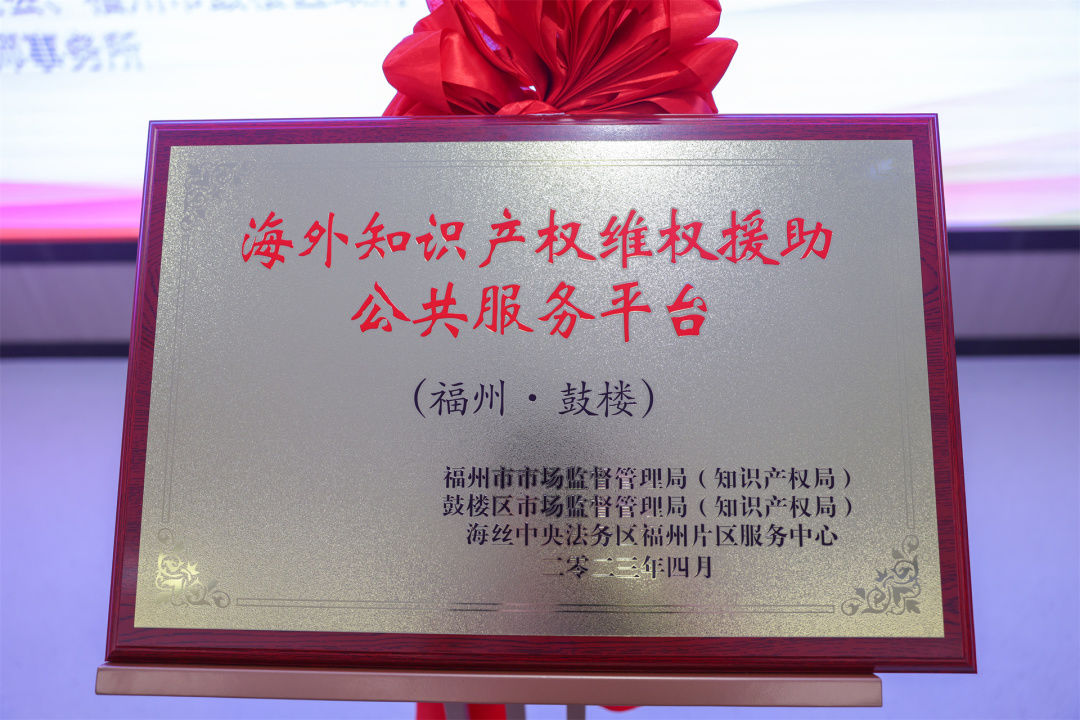 事务所
海外知识产权维权援助
公共服务平台
（福州·鼓楼）
福州市市场监督管理局（知识产权局）
鼓楼区市场监督管理局（知识产权局）
海丝中央法务区福州片区服务中心
二零二三年四月